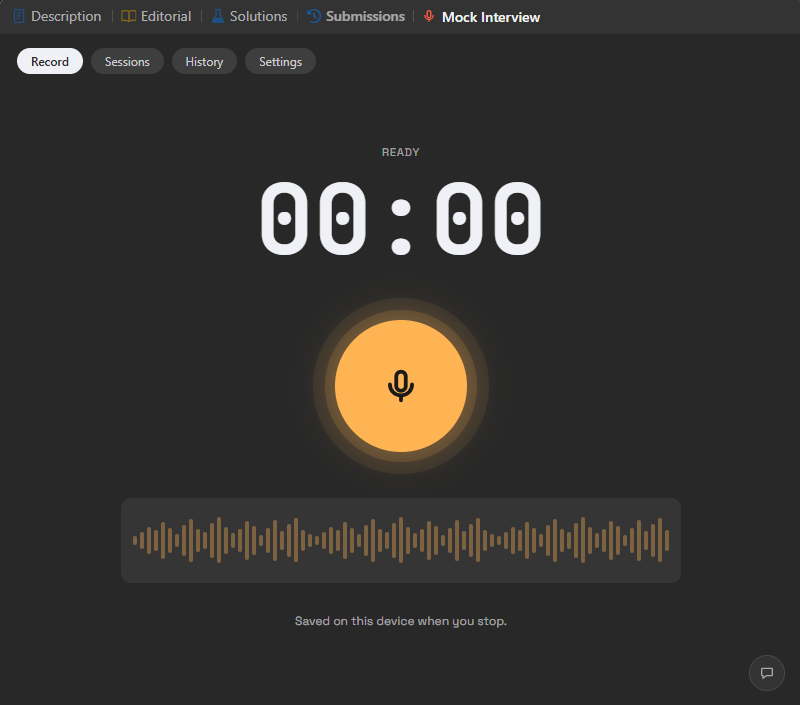 Description Editorial Solutions Submissions Mock Interview
Record Sessions History Settings
READY
00:00
Saved on this device when you stop.